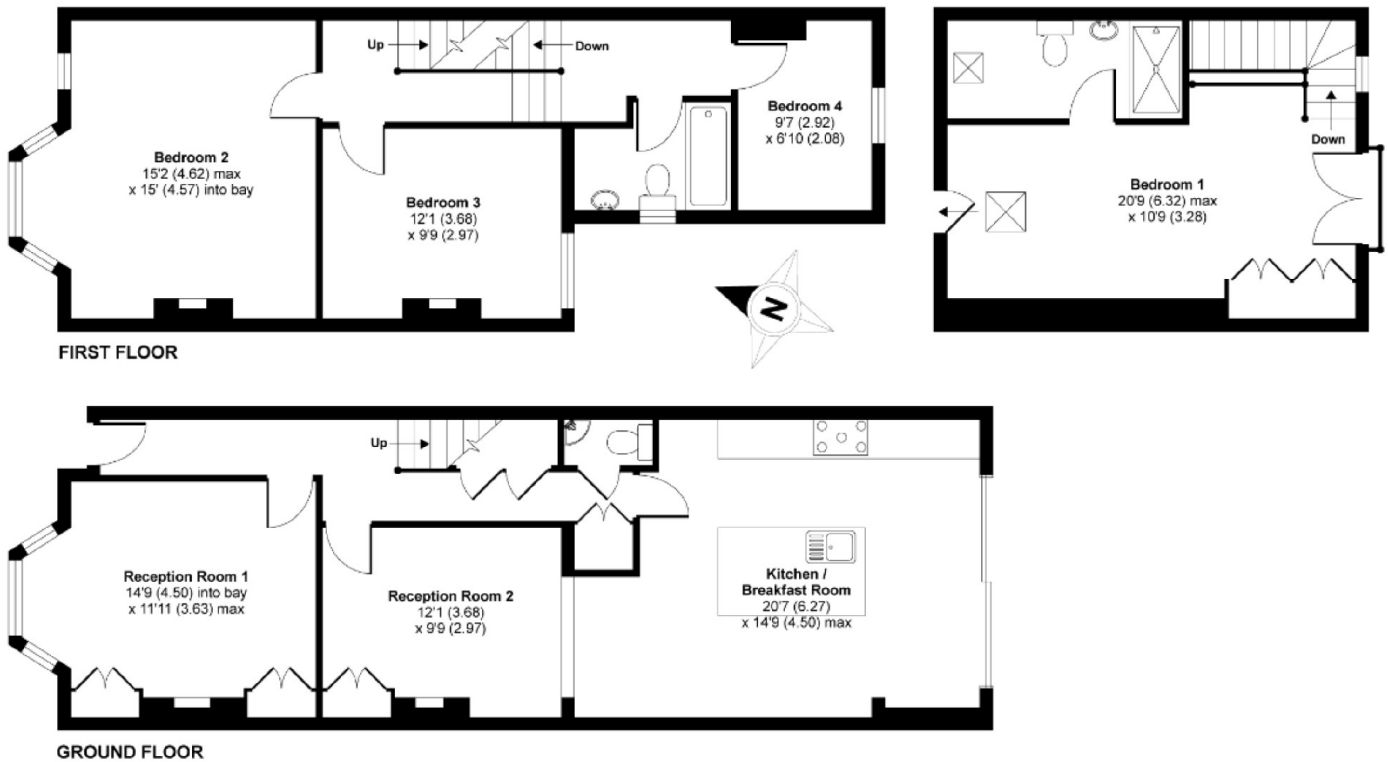 Up
Down
Bedroom 2
15'2 (4.62) max
x 15' (4.57) into bay
Bedroom 3
12'1 (3.68)
x 9'9 (2.97)
Bedroom 4
9'7 (2.92)
x 6'10 (2.08)
FIRST FLOOR
N
Down
Bedroom 1
20'9 (6.32) max
x 10'9 (3.28)
Up
Reception Room 1
14'9 (4.50) into bay
x 11'11 (3.63) max
Reception Room 2
12'1 (3.68)
x 9'9 (2.97)
Kitchen /
Breakfast Room
20'7 (6.27)
x 14'9 (4.50) max
GROUND FLOOR